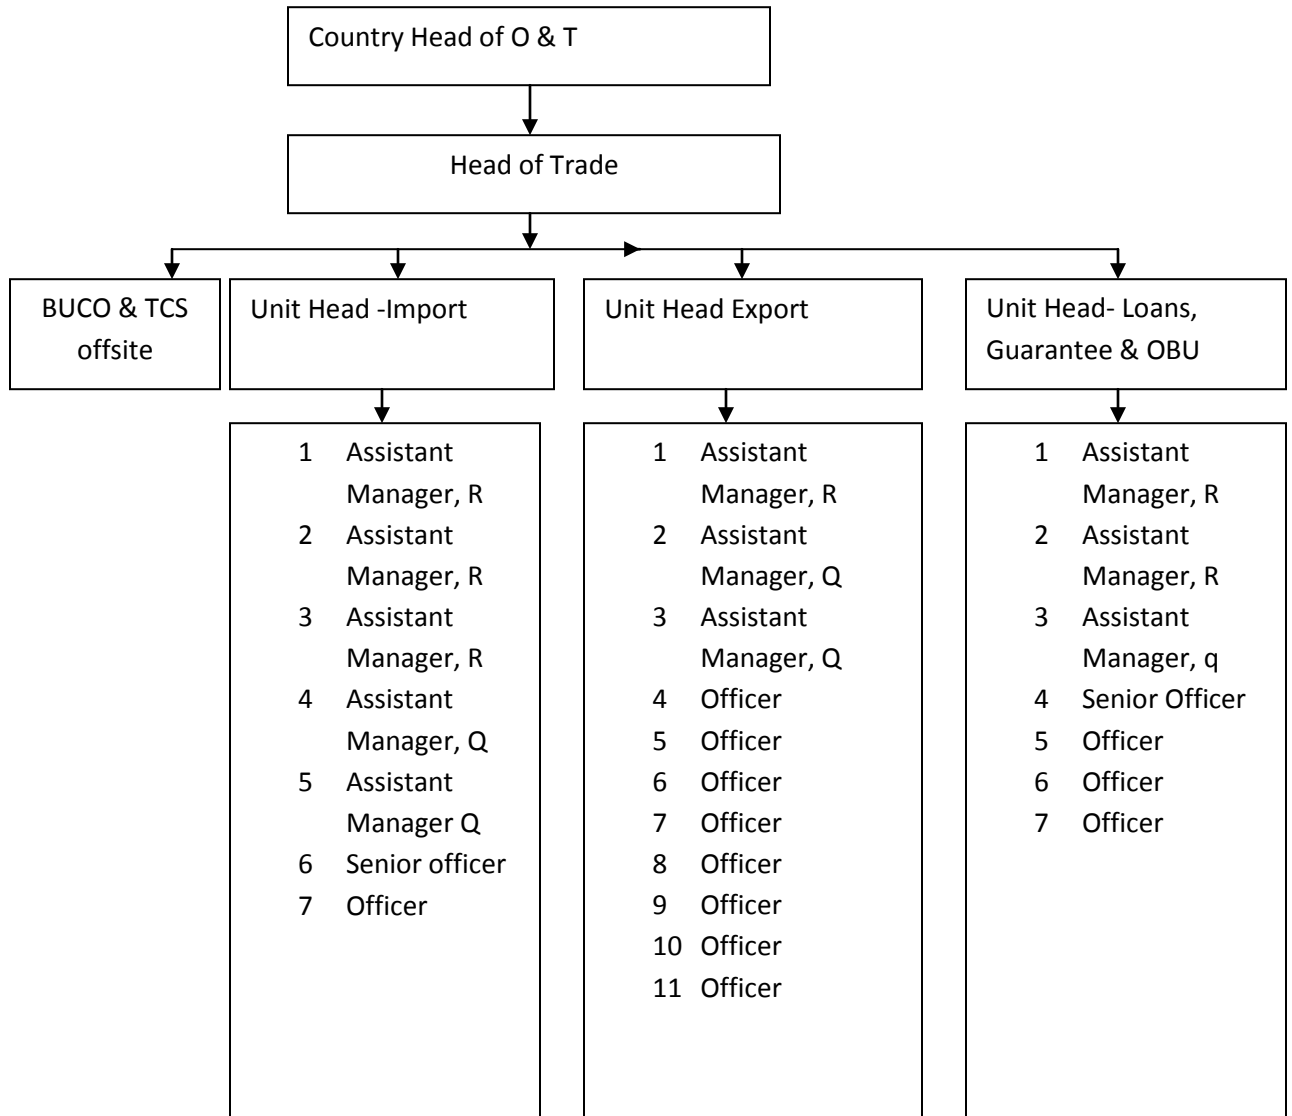 Country Head of O & T
Head of Trade
BUCO & TCS
offsite
Unit Head -Import
Unit Head Export
Unit Head- Loans,
Guarantee & OBU
1 Assistant
Manager, R
2 Assistant
Manager, R
3 Assistant
Manager, R
4 Assistant
Manager, Q
5 Assistant
Manager Q
6 Senior officer
7 Officer
1 Assistant
Manager, R
2 Assistant
Manager, Q
3 Assistant
Manager, Q
4 Officer
5 Officer
6 Officer
7 Officer
8 Officer
9 Officer
10 Officer
11 Officer
1 Assistant
Manager, R
2 Assistant
Manager, R
3 Assistant
Manager, q
4 Senior Officer
5 Officer
6 Officer
7 Officer